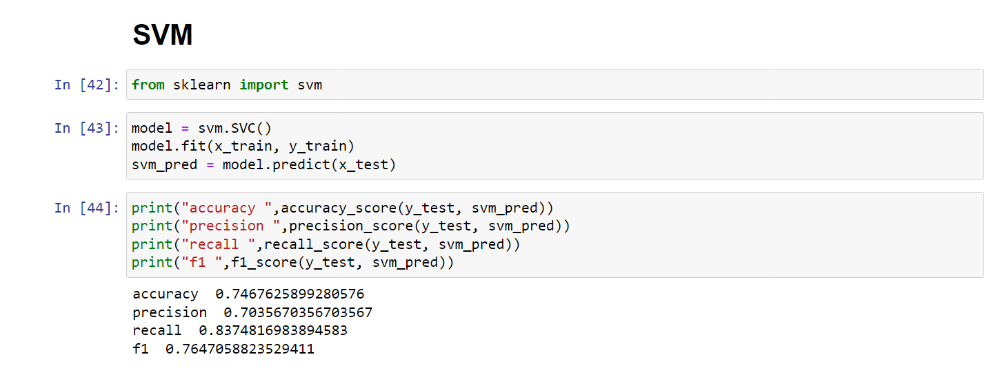 SVM
In [42]: from sklearn import svm
In [43]: model = svm.SVC()
model.fit(x_train, y_train)
svm_pred = model.predict(x_test)
In [44]: print("accuracy ",accuracy_score(y_test, svm_pred))
print("precision ",precision_score(y_test, svm_pred))
print("recall ",recall_score(y_test, svm_pred))
print("f1 ",f1_score(y_test, svm_pred))
accuracy  0.7467625899280576
precision  0.7035670356703567
recall  0.8374816983894583
f1  0.7647058823529411